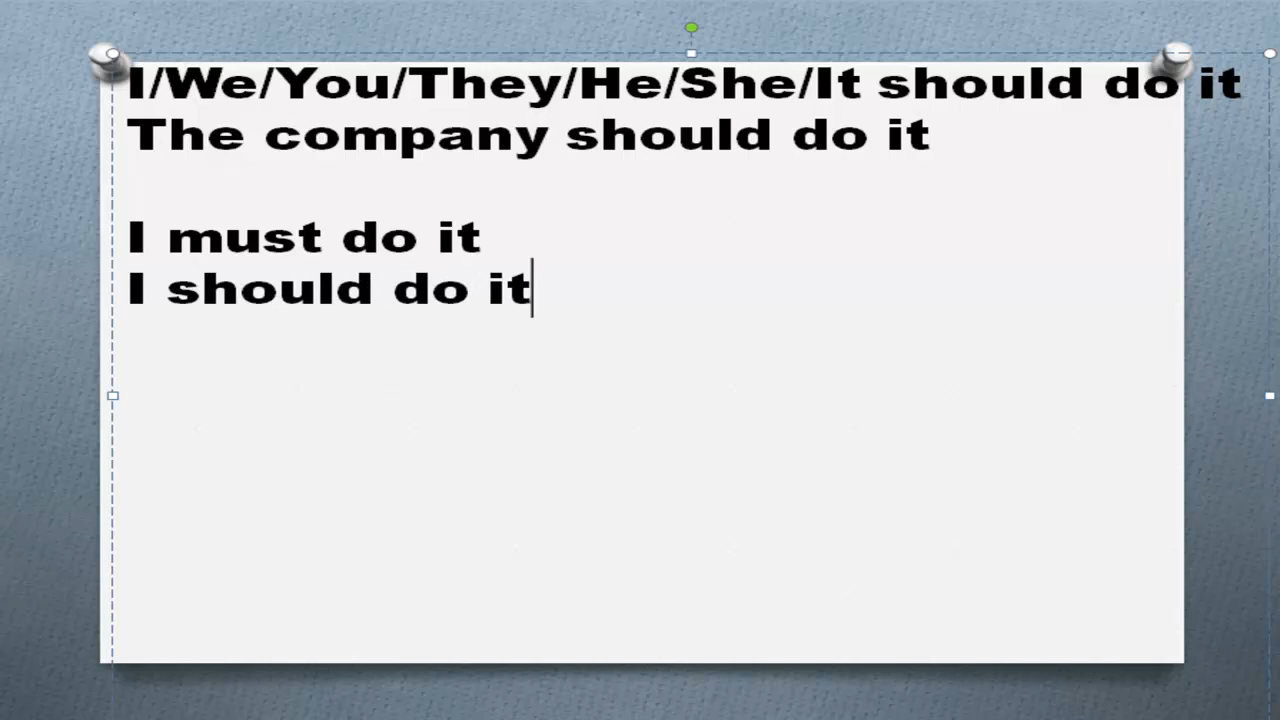 I/We/You/They/He/She/It should do it
The company should do it
I must do it
I should do it